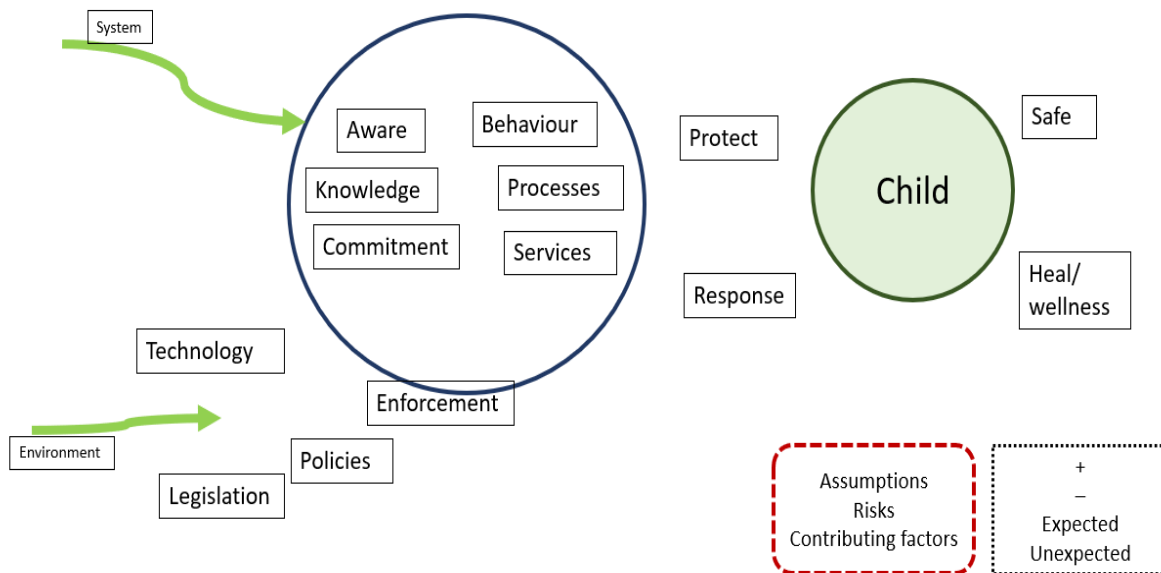 System
Aware
Behaviour
Knowledge
Processes
Commitment
Services
Protect
Response
Child
Safe
Heal/
wellness
Technology
Enforcement
Environment
Policies
Legislation
Assumptions
Risks
Contributing factors
+
–
Expected
Unexpected